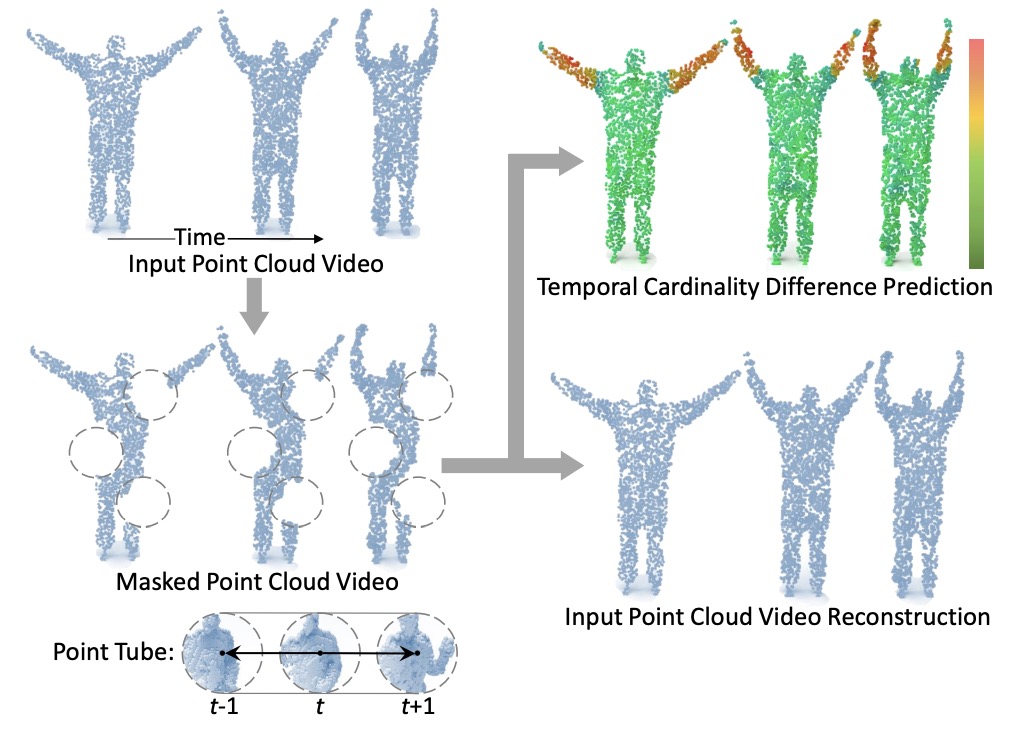 Time
Input Point Cloud Video
Temporal Cardinality Difference Prediction
Masked Point Cloud Video
Input Point Cloud Video Reconstruction
Point Tube:
t-1 t t+1